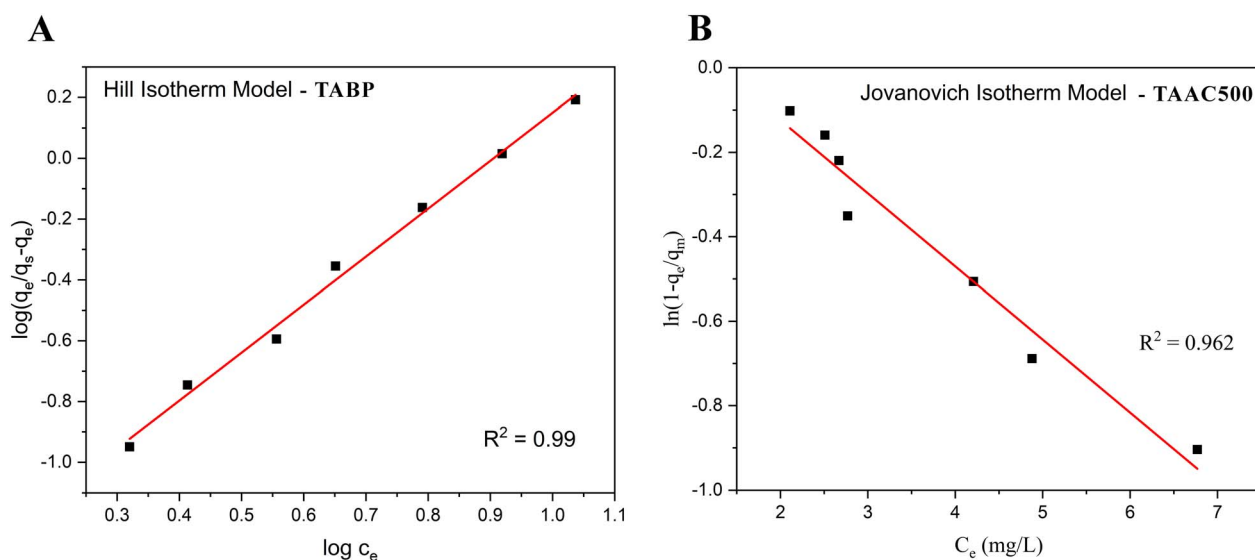 A
Hill Isotherm Model - TABP
0.2
0.0
-0.2
-0.4
-0.6
-0.8
-1.0
log(qₑ/qₛ-qₑ)
R² = 0.99
0.3 0.4 0.5 0.6 0.7 0.8 0.9 1.0 1.1
log cₑ
B
Jovanovich Isotherm Model - TAAC500
0.0
-0.2
-0.4
-0.6
-0.8
-1.0
ln(1-qₑ/qₘ)
R² = 0.962
2 3 4 5 6 7
Cₑ (mg/L)